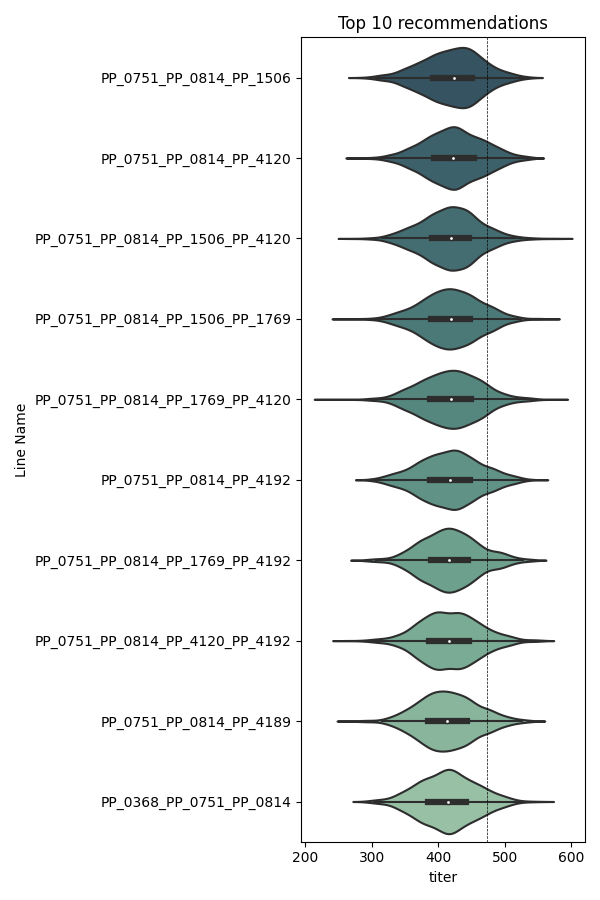 Top 10 recommendations
PP_0751_PP_0814_PP_1506
PP_0751_PP_0814_PP_4120
PP_0751_PP_0814_PP_1506_PP_4120
PP_0751_PP_0814_PP_1506_PP_1769
PP_0751_PP_0814_PP_1769_PP_4120
PP_0751_PP_0814_PP_4192
PP_0751_PP_0814_PP_1769_PP_4192
PP_0751_PP_0814_PP_4120_PP_4192
PP_0751_PP_0814_PP_4189
PP_0368_PP_0751_PP_0814
Line Name
200 300 400 500 600
titer